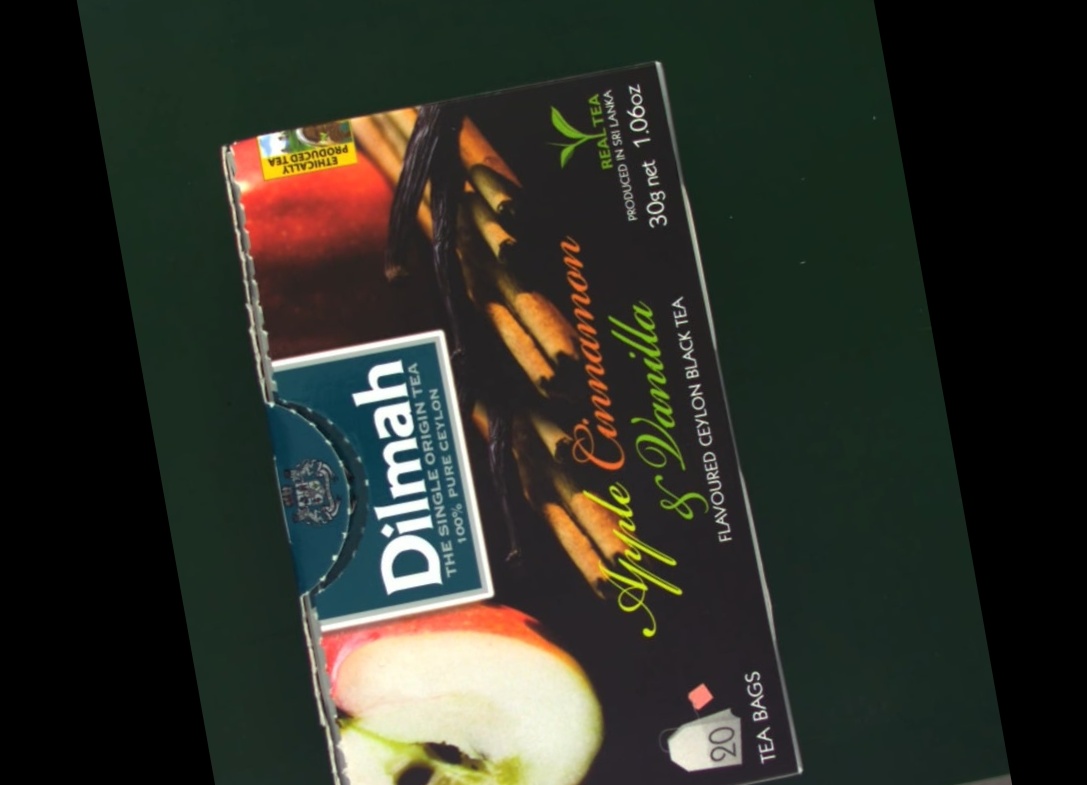 ETHICALLY
PRODUCED TEA
Dilmah
THE SINGLE ORIGIN TEA
100% PURE CEYLON
Apple Cinnamon
& Vanilla
FLAVOURED CEYLON BLACK TEA
REAL TEA
PRODUCED IN SRI LANKA
30g net 1.06oz
20
TEA BAGS